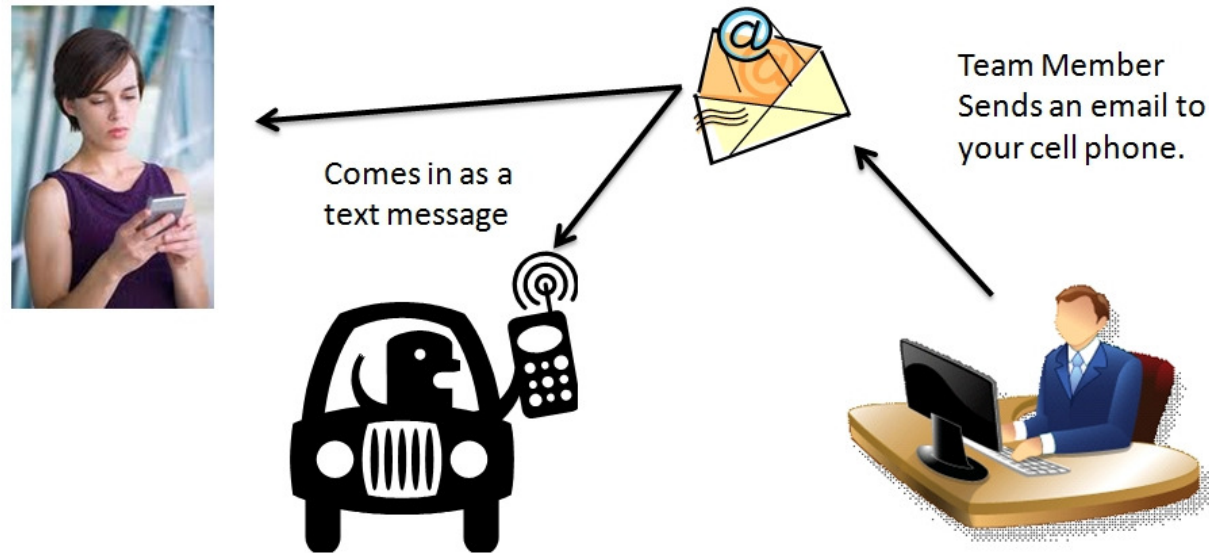 Team Member
Sends an email to
your cell phone.
Comes in as a
text message